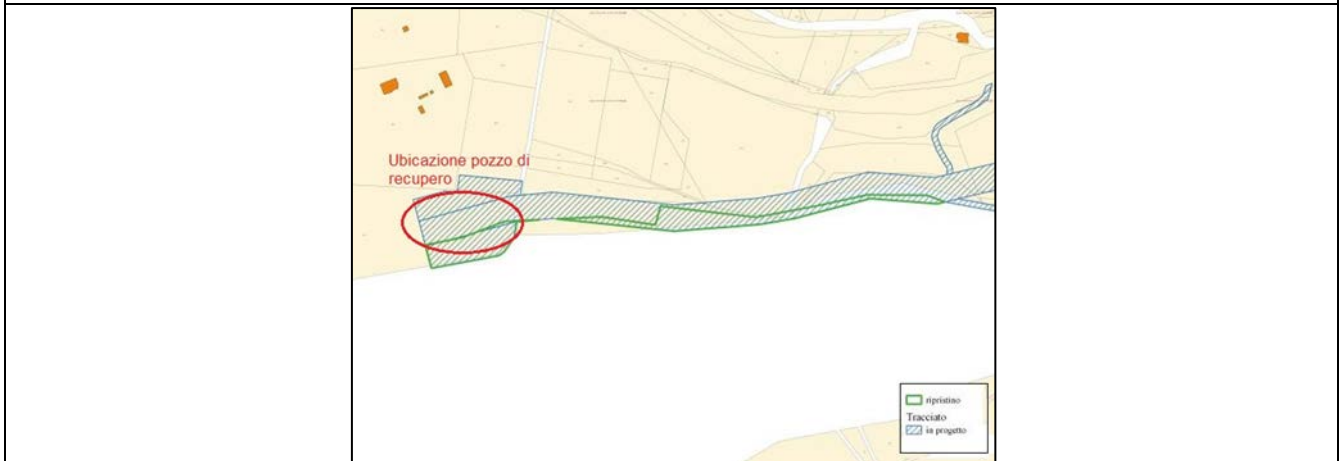 Ubicazione pozzo di
recupero
ripristino
Tracciato
in progetto